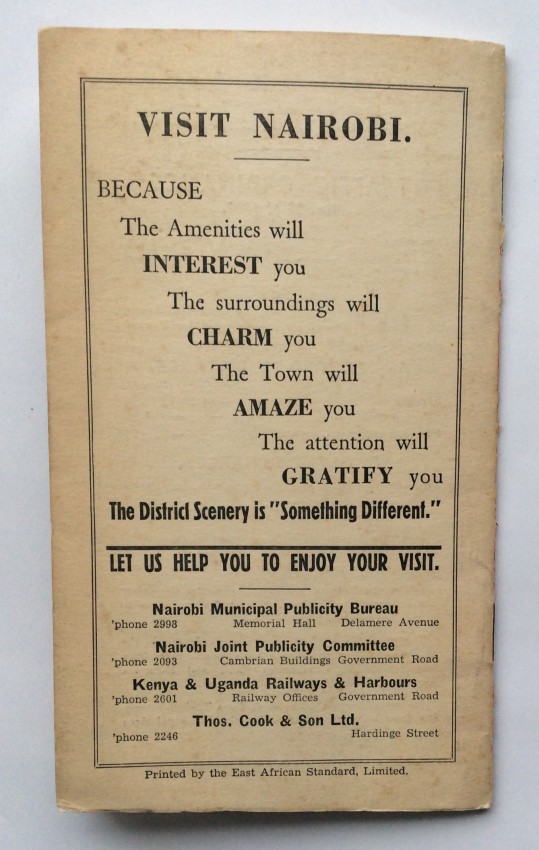 VISIT NAIROBI.
BECAUSE
The Amenities will
INTEREST you
The surroundings will
CHARM you
The Town will
AMAZE you
The attention will
GRATIFY you
The District Scenery is "Something Different."
LET US HELP YOU TO ENJOY YOUR VISIT.
Nairobi Municipal Publicity Bureau
'phone 2998 Memorial Hall Delamere Avenue
Nairobi Joint Publicity Committee
'phone 2093 Cambrian Buildings Government Road
Kenya & Uganda Railways & Harbours
'phone 2601 Railway Offices Government Road
Thos. Cook & Son Ltd.
'phone 2246 Hardinge Street
Printed by the East African Standard, Limited.